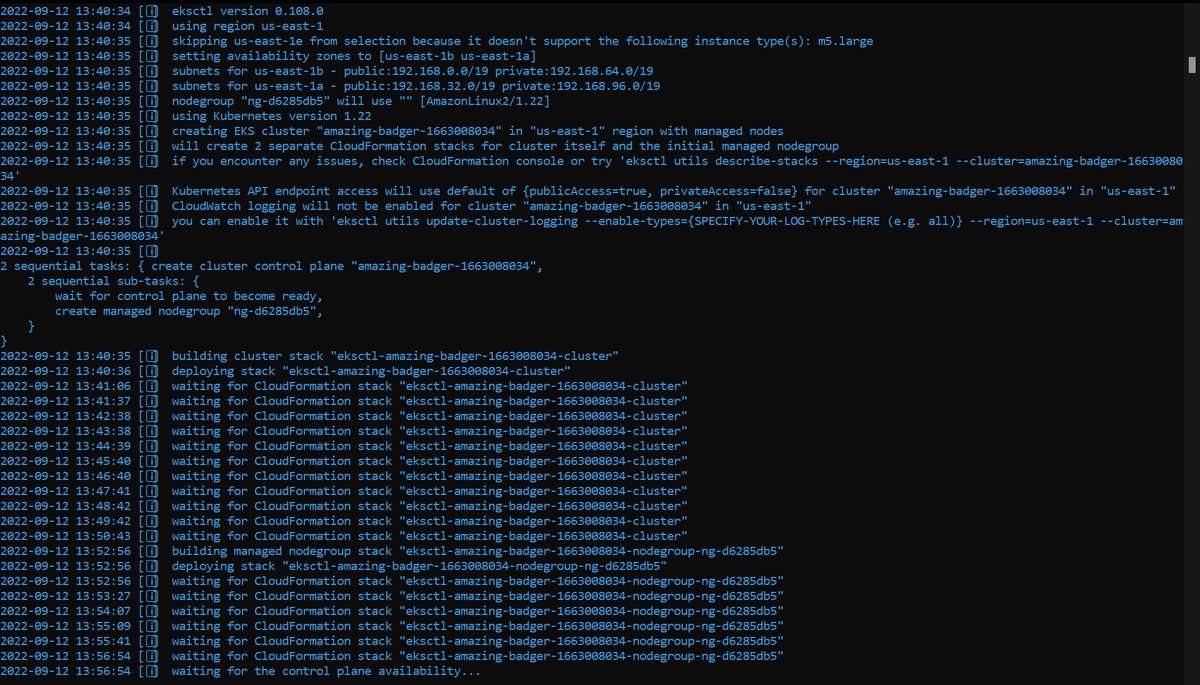 2022-09-12 13:40:34 [ℹ]  eksctl version 0.108.0
2022-09-12 13:40:34 [ℹ]  using region us-east-1
2022-09-12 13:40:35 [ℹ]  skipping us-east-1e from selection because it doesn't support the following instance type(s): m5.large
2022-09-12 13:40:35 [ℹ]  setting availability zones to [us-east-1b us-east-1a]
2022-09-12 13:40:35 [ℹ]  subnets for us-east-1b - public:192.168.0.0/19 private:192.168.64.0/19
2022-09-12 13:40:35 [ℹ]  subnets for us-east-1a - public:192.168.32.0/19 private:192.168.96.0/19
2022-09-12 13:40:35 [ℹ]  nodegroup "ng-d6285db5" will use "" [AmazonLinux2/1.22]
2022-09-12 13:40:35 [ℹ]  using Kubernetes version 1.22
2022-09-12 13:40:35 [ℹ]  creating EKS cluster "amazing-badger-1663008034" in "us-east-1" region with managed nodes
2022-09-12 13:40:35 [ℹ]  will create 2 separate CloudFormation stacks for cluster itself and the initial managed nodegroup
2022-09-12 13:40:35 [ℹ]  if you encounter any issues, check CloudFormation console or try 'eksctl utils describe-stacks --region=us-east-1 --cluster=amazing-badger-16630080
34'
2022-09-12 13:40:35 [ℹ]  Kubernetes API endpoint access will use default of {publicAccess=true, privateAccess=false} for cluster "amazing-badger-1663008034" in "us-east-1"
2022-09-12 13:40:35 [ℹ]  CloudWatch logging will not be enabled for cluster "amazing-badger-1663008034" in "us-east-1"
2022-09-12 13:40:35 [ℹ]  you can enable it with 'eksctl utils update-cluster-logging --enable-types={SPECIFY-YOUR-LOG-TYPES-HERE (e.g. all)} --region=us-east-1 --cluster=am
azing-badger-1663008034'
2022-09-12 13:40:35 [ℹ]
2 sequential tasks: { create cluster control plane "amazing-badger-1663008034",
    2 sequential sub-tasks: {
        wait for control plane to become ready,
        create managed nodegroup "ng-d6285db5",
    }
}
2022-09-12 13:40:35 [ℹ]  building cluster stack "eksctl-amazing-badger-1663008034-cluster"
2022-09-12 13:40:36 [ℹ]  deploying stack "eksctl-amazing-badger-1663008034-cluster"
2022-09-12 13:41:06 [ℹ]  waiting for CloudFormation stack "eksctl-amazing-badger-1663008034-cluster"
2022-09-12 13:41:37 [ℹ]  waiting for CloudFormation stack "eksctl-amazing-badger-1663008034-cluster"
2022-09-12 13:42:38 [ℹ]  waiting for CloudFormation stack "eksctl-amazing-badger-1663008034-cluster"
2022-09-12 13:43:38 [ℹ]  waiting for CloudFormation stack "eksctl-amazing-badger-1663008034-cluster"
2022-09-12 13:44:39 [ℹ]  waiting for CloudFormation stack "eksctl-amazing-badger-1663008034-cluster"
2022-09-12 13:45:40 [ℹ]  waiting for CloudFormation stack "eksctl-amazing-badger-1663008034-cluster"
2022-09-12 13:46:40 [ℹ]  waiting for CloudFormation stack "eksctl-amazing-badger-1663008034-cluster"
2022-09-12 13:47:41 [ℹ]  waiting for CloudFormation stack "eksctl-amazing-badger-1663008034-cluster"
2022-09-12 13:48:42 [ℹ]  waiting for CloudFormation stack "eksctl-amazing-badger-1663008034-cluster"
2022-09-12 13:49:42 [ℹ]  waiting for CloudFormation stack "eksctl-amazing-badger-1663008034-cluster"
2022-09-12 13:50:43 [ℹ]  waiting for CloudFormation stack "eksctl-amazing-badger-1663008034-cluster"
2022-09-12 13:52:56 [ℹ]  building managed nodegroup stack "eksctl-amazing-badger-1663008034-nodegroup-ng-d6285db5"
2022-09-12 13:52:56 [ℹ]  deploying stack "eksctl-amazing-badger-1663008034-nodegroup-ng-d6285db5"
2022-09-12 13:52:56 [ℹ]  waiting for CloudFormation stack "eksctl-amazing-badger-1663008034-nodegroup-ng-d6285db5"
2022-09-12 13:53:27 [ℹ]  waiting for CloudFormation stack "eksctl-amazing-badger-1663008034-nodegroup-ng-d6285db5"
2022-09-12 13:54:07 [ℹ]  waiting for CloudFormation stack "eksctl-amazing-badger-1663008034-nodegroup-ng-d6285db5"
2022-09-12 13:55:09 [ℹ]  waiting for CloudFormation stack "eksctl-amazing-badger-1663008034-nodegroup-ng-d6285db5"
2022-09-12 13:55:41 [ℹ]  waiting for CloudFormation stack "eksctl-amazing-badger-1663008034-nodegroup-ng-d6285db5"
2022-09-12 13:56:54 [ℹ]  waiting for CloudFormation stack "eksctl-amazing-badger-1663008034-nodegroup-ng-d6285db5"
2022-09-12 13:56:54 [ℹ]  waiting for the control plane availability...